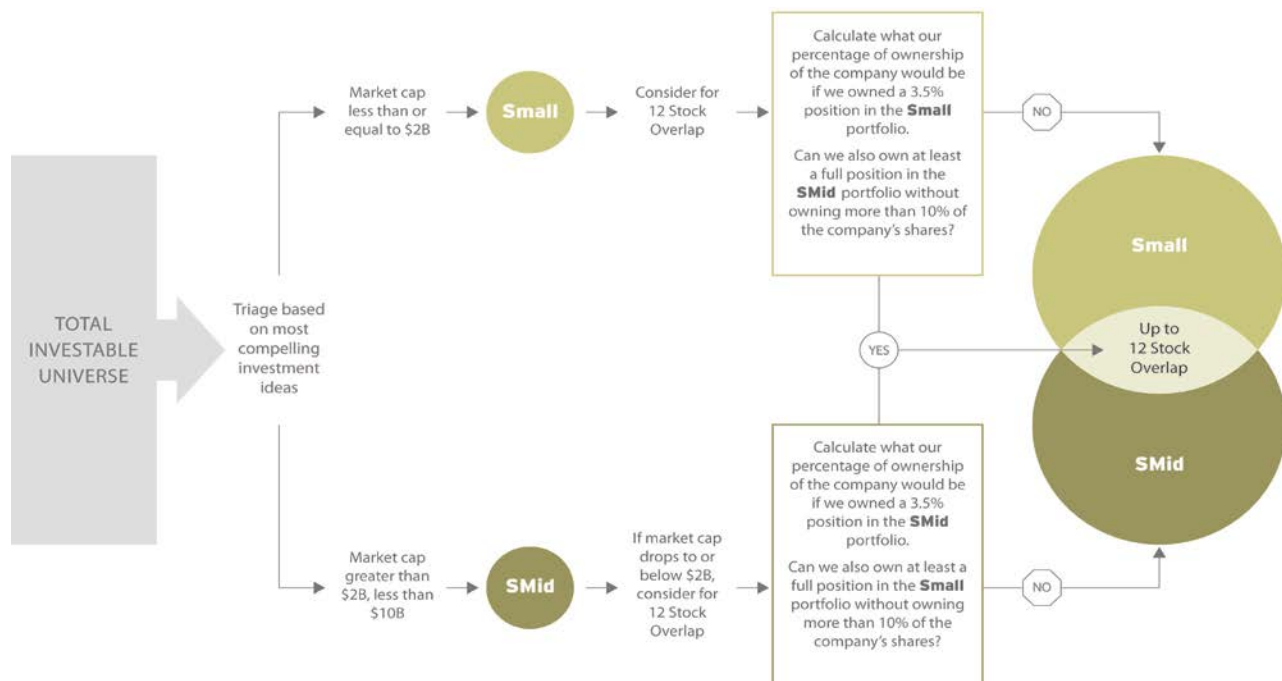 TOTAL
INVESTABLE
UNIVERSE
Triage based
on most
compelling
investment
ideas
Market cap
less than or
equal to $2B
Small
Consider for
12 Stock
Overlap
Calculate what our
percentage of ownership
of the company would be
if we owned a 3.5%
position in the Small
portfolio.
Can we also own at least
a full position in the
SMid portfolio without
owning more than 10% of
the company's shares?
NO
Small
YES
Up to
12 Stock
Overlap
SMid
Market cap
greater than
$2B, less than
$10B
SMid
If market cap
drops to or
below $2B,
consider for
12 Stock
Overlap
Calculate what our
percentage of ownership
of the company would be
if we owned a 3.5%
position in the SMid
portfolio.
Can we also own at least a
full position in the Small
portfolio without owning
more than 10% of the
company's shares?
NO